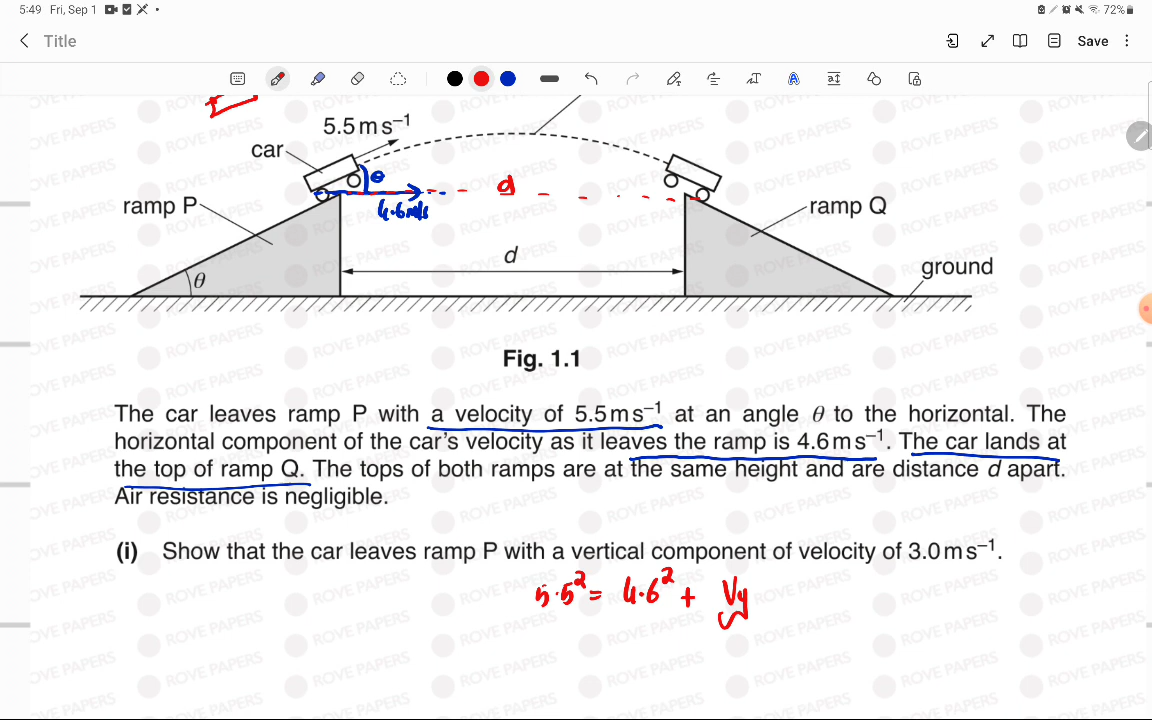 5:49 Fri, Sep 1
72%
Title
Save
5.5 m s⁻¹
car
θ
d
4.6m/s
ramp P
ramp Q
d
θ
ground
Fig. 1.1
The car leaves ramp P with a velocity of 5.5 m s⁻¹ at an angle θ to the horizontal. The
horizontal component of the car's velocity as it leaves the ramp is 4.6 m s⁻¹. The car lands at
the top of ramp Q. The tops of both ramps are at the same height and are distance d apart.
Air resistance is negligible.
(i) Show that the car leaves ramp P with a vertical component of velocity of 3.0 m s⁻¹.
5.5² = 4.6² + Vy
ROVE PAPERS